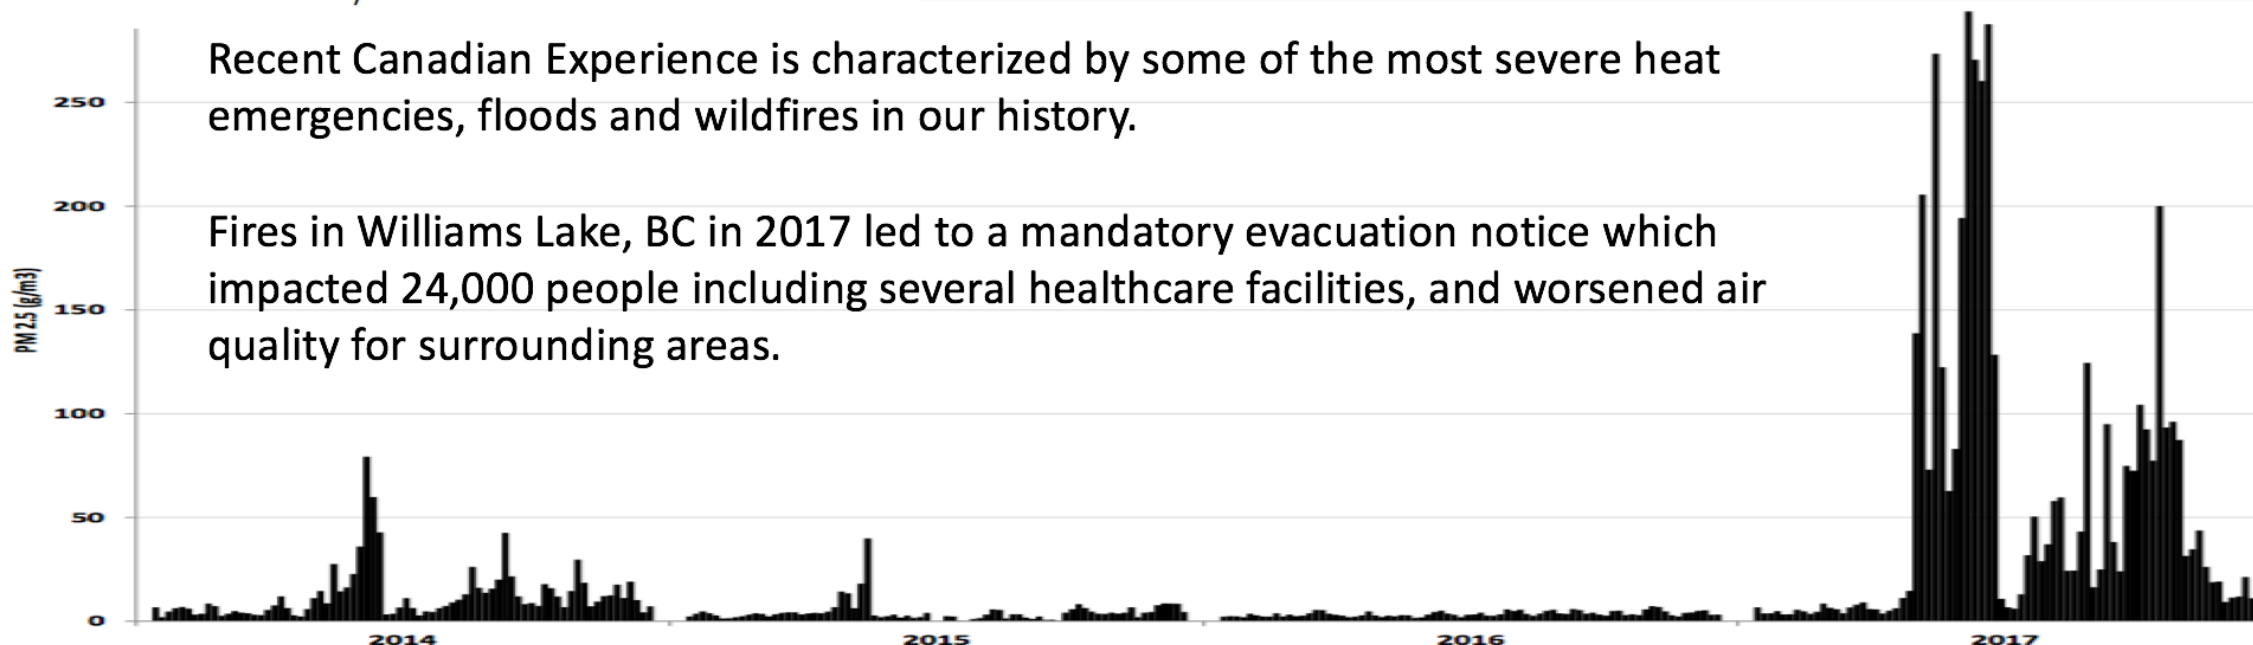 Recent Canadian Experience is characterized by some of the most severe heat
emergencies, floods and wildfires in our history.
Fires in Williams Lake, BC in 2017 led to a mandatory evacuation notice which
impacted 24,000 people including several healthcare facilities, and worsened air
quality for surrounding areas.
PM 2.5 (g/m3)
250
200
150
100
50
0
2014 2015 2016 2017